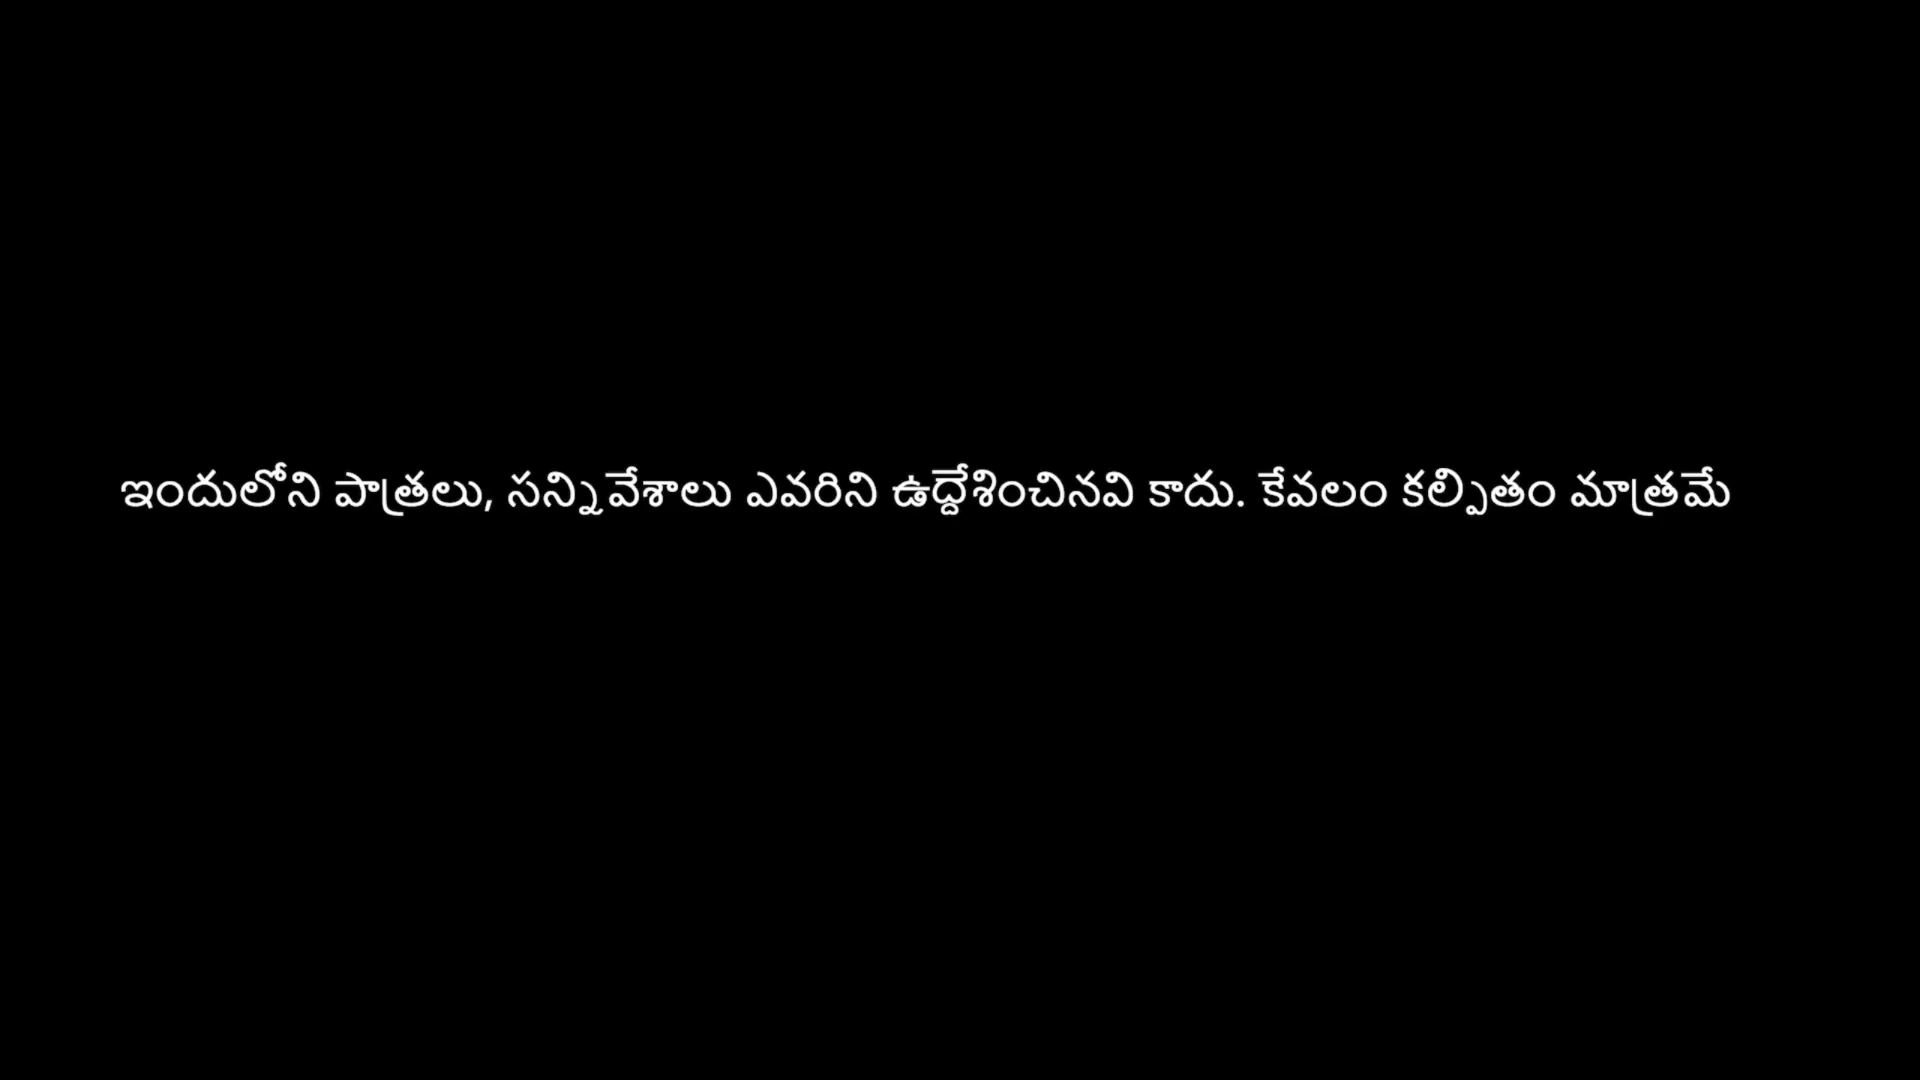 ఇందులోని పాత్రలు, సన్నివేశాలు ఎవరిని ఉద్దేశించినవి కాదు. కేవలం కల్పితం మాత్రమే